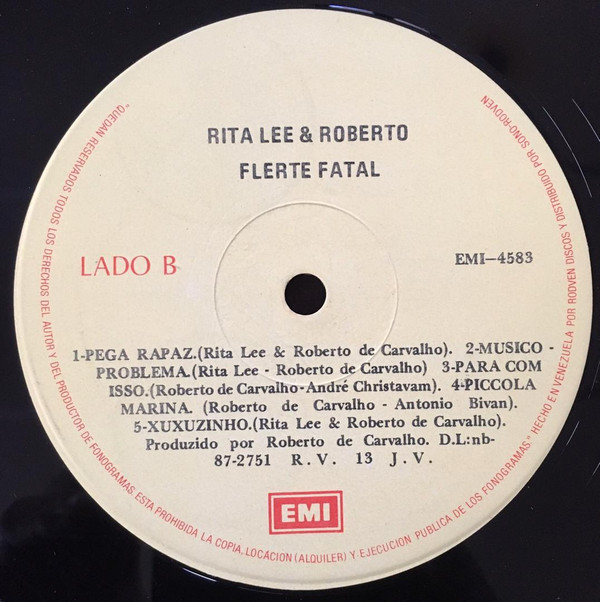 RITA LEE & ROBERTO
FLERTE FATAL
LADO B
EMI-4583
1-PEGA RAPAZ.(Rita Lee & Roberto de Carvalho). 2-MUSICO -
PROBLEMA.(Rita Lee - Roberto de Carvalho) 3-PARA COM
ISSO.(Roberto de Carvalho-André Christavam). 4-PICCOLA
MARINA. (Roberto de Carvalho - Antonio Bivan).
5-XUXUZINHO.(Rita Lee & Roberto de Carvalho).
Produzido por Roberto de Carvalho. D.L:nb-
87-2751 R.V. 13 J.V.
EMI
"QUEDAN RESERVADOS TODOS LOS DERECHOS DEL AUTOR Y DEL PRODUCTOR DE FONOGRAMAS. ESTA PROHIBIDA LA COPIA, LOCACION (ALQUILER) Y EJECUCION PUBLICA DE LOS FONOGRAMAS." HECHO EN VENEZUELA POR RODVEN DISCOS Y DISTRIBUIDO POR SONO-RODVEN